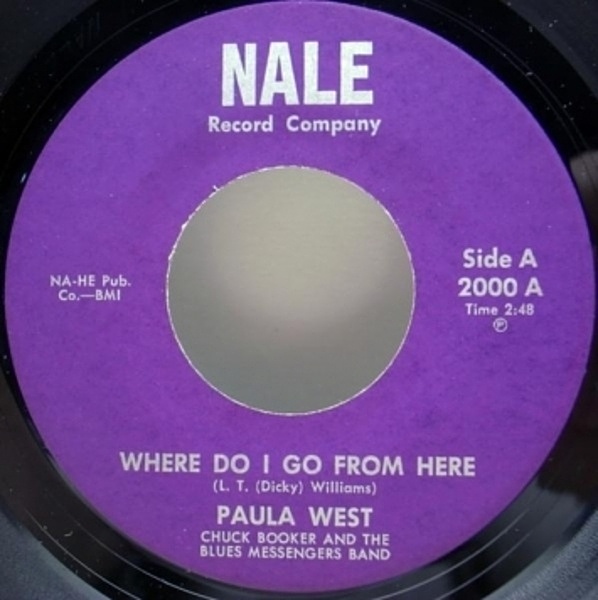 NALE
Record Company
NA-HE Pub.
Co.—BMI
Side A
2000 A
Time 2:48
℗
WHERE DO I GO FROM HERE
(L. T. (Dicky) Williams)
PAULA WEST
CHUCK BOOKER AND THE
BLUES MESSENGERS BAND